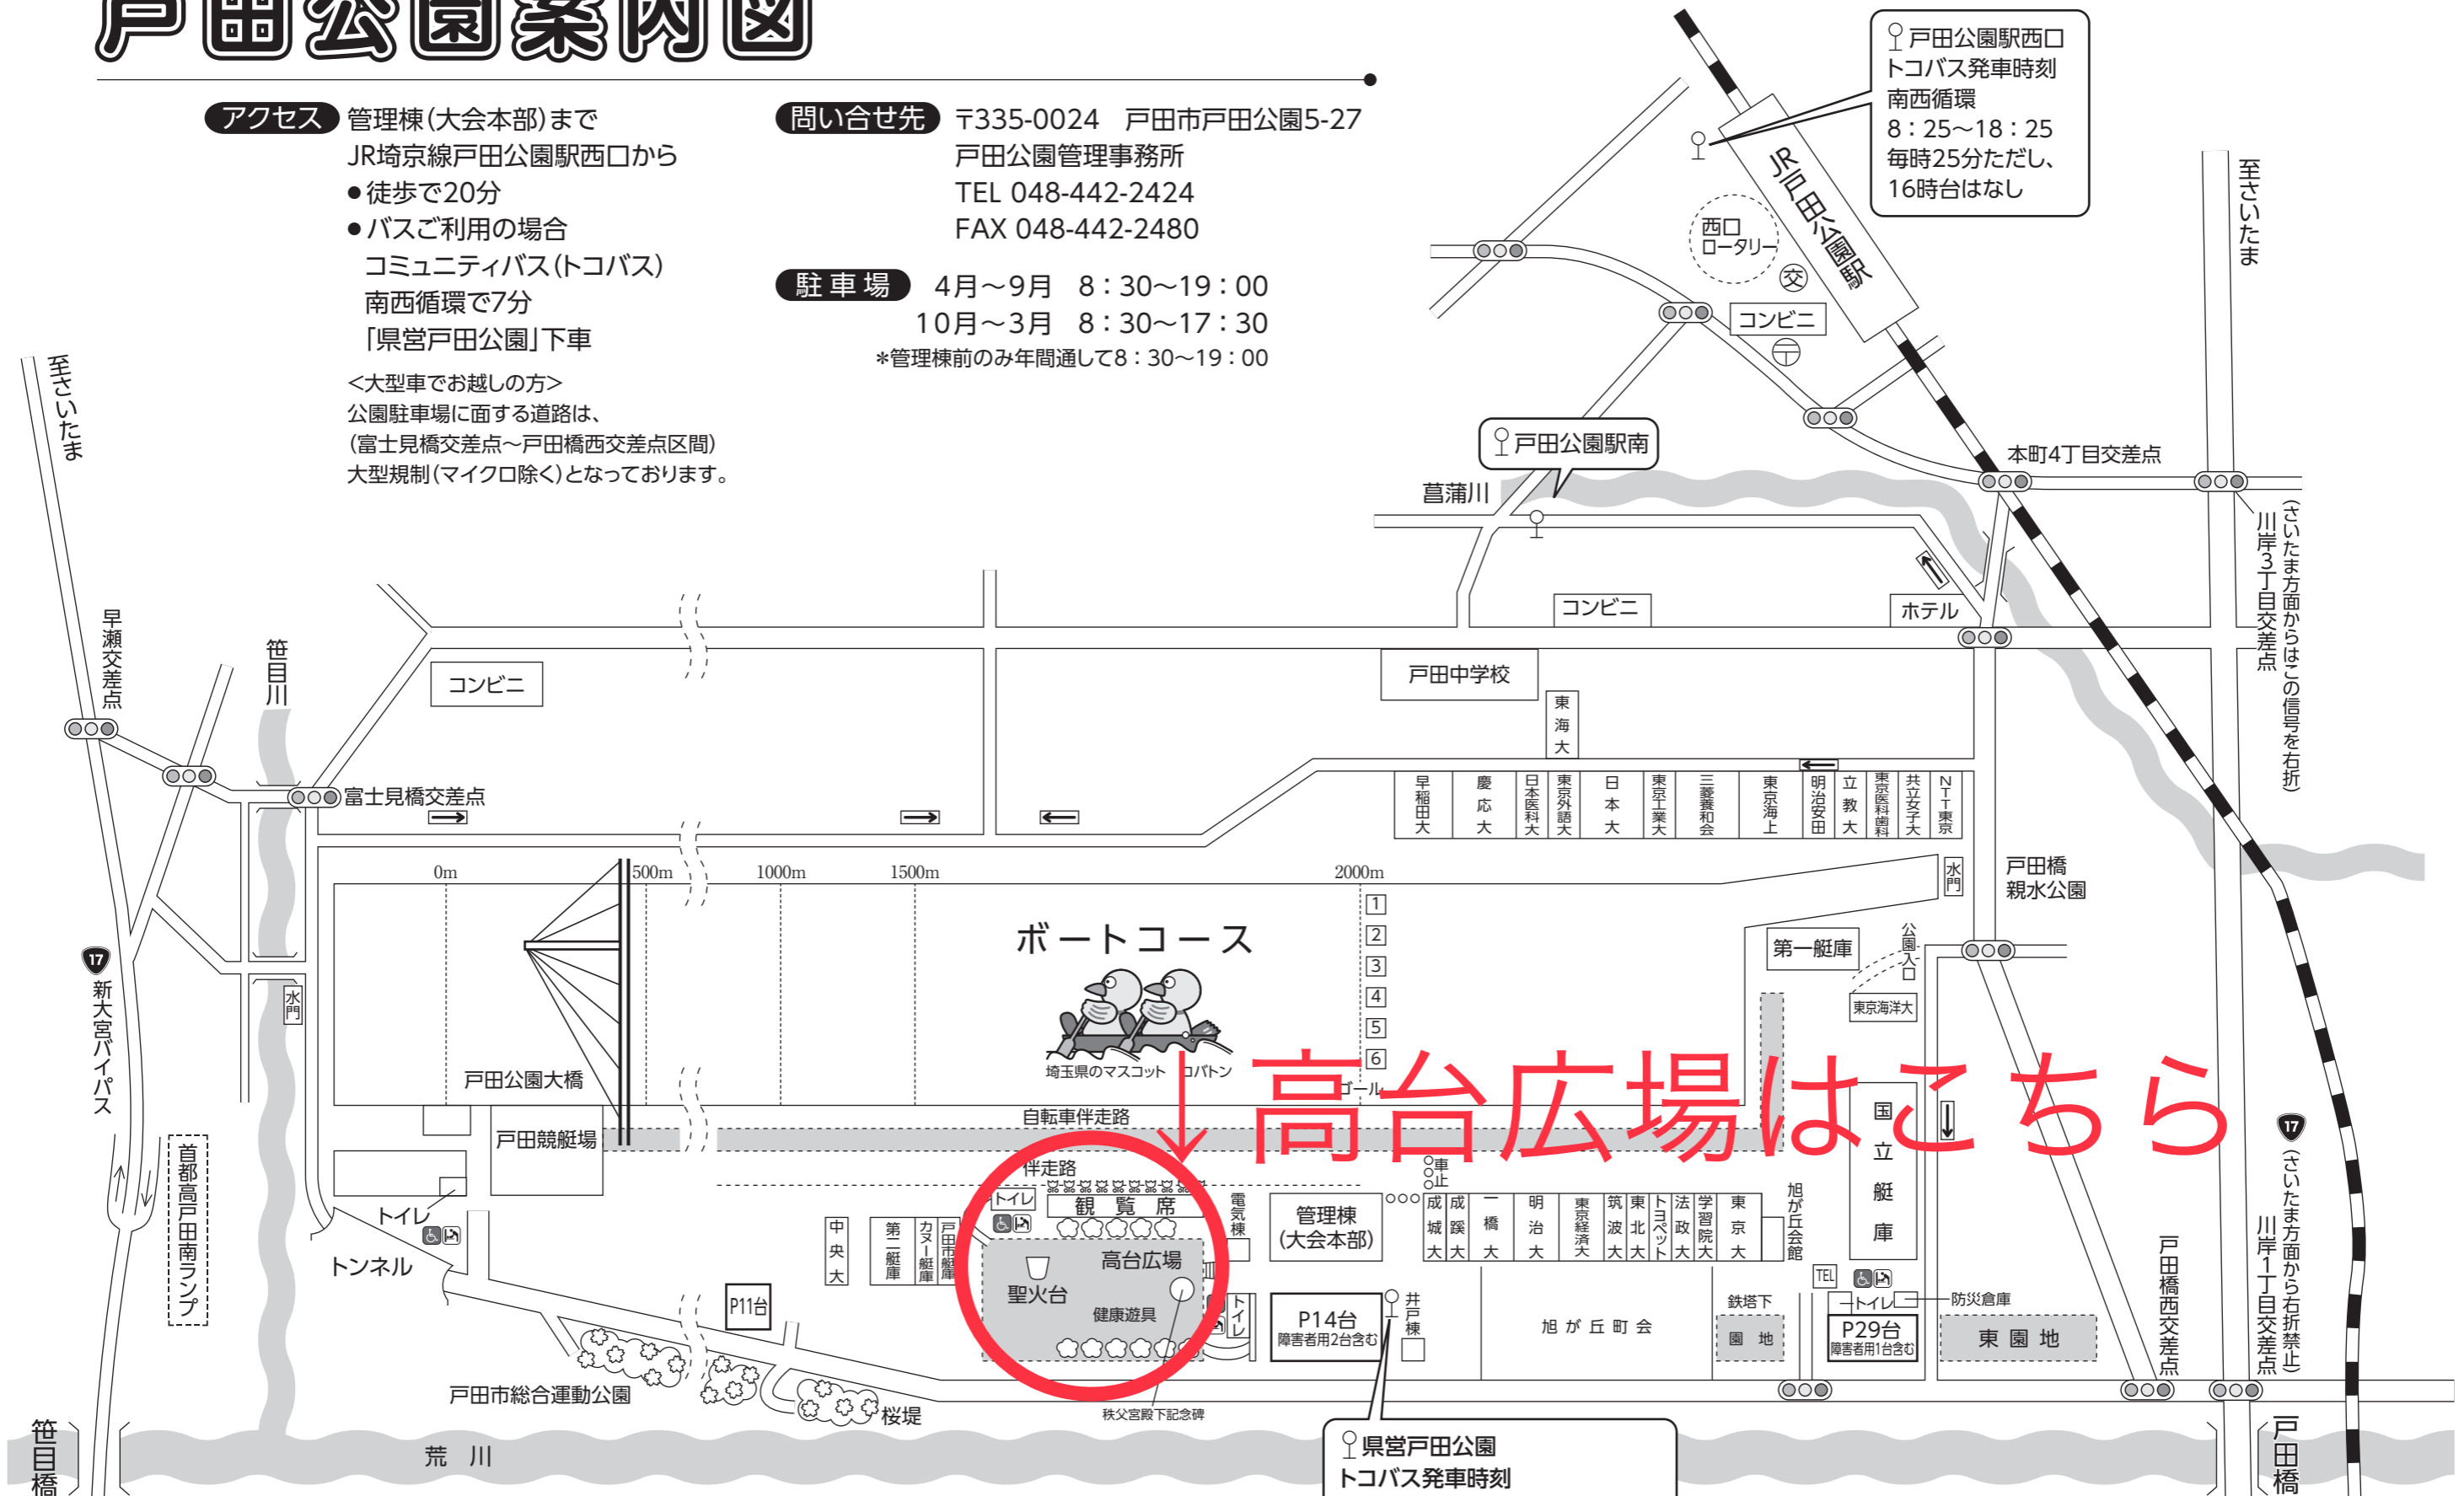 戸田公園案内図
アクセス
管理棟(大会本部)まで
JR埼京線戸田公園駅西口から
●徒歩で20分
●バスご利用の場合
コミュニティバス(トコバス)
南西循環で7分
「県営戸田公園」下車
<大型車でお越しの方>
公園駐車場に面する道路は、
(富士見橋交差点～戸田橋西交差点区間)
大型規制(マイクロ除く)となっております。
問い合せ先
〒335-0024 戸田市戸田公園5-27
戸田公園管理事務所
TEL 048-442-2424
FAX 048-442-2480
駐車場
4月～9月 8：30～19：00
10月～3月 8：30～17：30
*管理棟前のみ年間通して8：30～19：00
戸田公園駅西口
トコバス発車時刻
南西循環
8：25～18：25
毎時25分ただし、
16時台はなし
JR戸田公園駅
西口
ロータリー
交
コンビニ
至さいたま
戸田公園駅南
菖蒲川
本町4丁目交差点
川岸3丁目交差点
(さいたま方面からはこの信号を右折)
至さいたま
早瀬交差点
笹目川
コンビニ
コンビニ
ホテル
戸田中学校
東海大
富士見橋交差点
早稲田大
慶応大
日本医科大
東京外語大
日本大
東京工業大
三菱養和会
東京海上
明治安田
立教大
東京医科歯科
共立女子大
NTT東京
0m
500m
1000m
1500m
2000m
水門
戸田橋
親水公園
1
2
3
4
5
6
ゴール
ボートコース
埼玉県のマスコット コバトン
第一艇庫
公園入口
東京海洋大
17
新大宮バイパス
水門
戸田公園大橋
↓高台広場はこちら
自転車伴走路
戸田競艇場
国立艇庫
17
(さいたま方面から右折禁止)
川岸1丁目交差点
首都高戸田南ランプ
伴走路
トイレ
観覧席
電気棟
管理棟
(大会本部)
車止
成城大
成蹊大
一橋大
明治大
東京経済大
筑波大
東北大
トヨペット
法政大
学習院大
東京大
旭が丘会館
トイレ
トンネル
中央大
第二艇庫
カヌー艇庫
戸田市艇庫
高台広場
聖火台
健康遊具
トイレ
P11台
P14台
障害者用2台含む
井戸棟
旭が丘町会
鉄塔下
園地
TEL
トイレ
防災倉庫
P29台
障害者用1台含む
東園地
戸田橋西交差点
戸田市総合運動公園
桜堤
秩父宮殿下記念碑
笹目橋
荒川
県営戸田公園
トコバス発車時刻
戸田橋